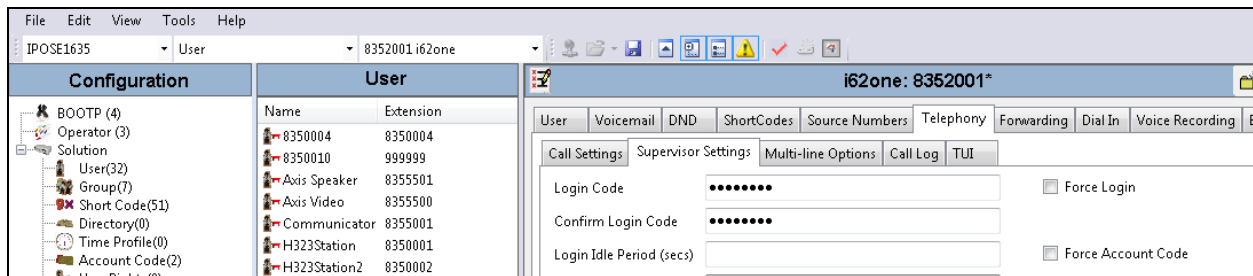 File Edit View Tools Help
IPOSE1635 User 8352001 i62one
Configuration User i62one: 8352001*
BOOTP (4)
Operator (3)
Solution
User(32)
Group(7)
Short Code(51)
Directory(0)
Time Profile(0)
Account Code(2)
Name Extension
8350004 8350004
8350010 999999
Axis Speaker 8355501
Axis Video 8355500
Communicator 8355001
H323Station 8350001
H323Station2 8350002
User Voicemail DND ShortCodes Source Numbers Telephony Forwarding Dial In Voice Recording
Call Settings Supervisor Settings Multi-line Options Call Log TUI
Login Code •••••••• Force Login
Confirm Login Code ••••••••
Login Idle Period (secs) Force Account Code